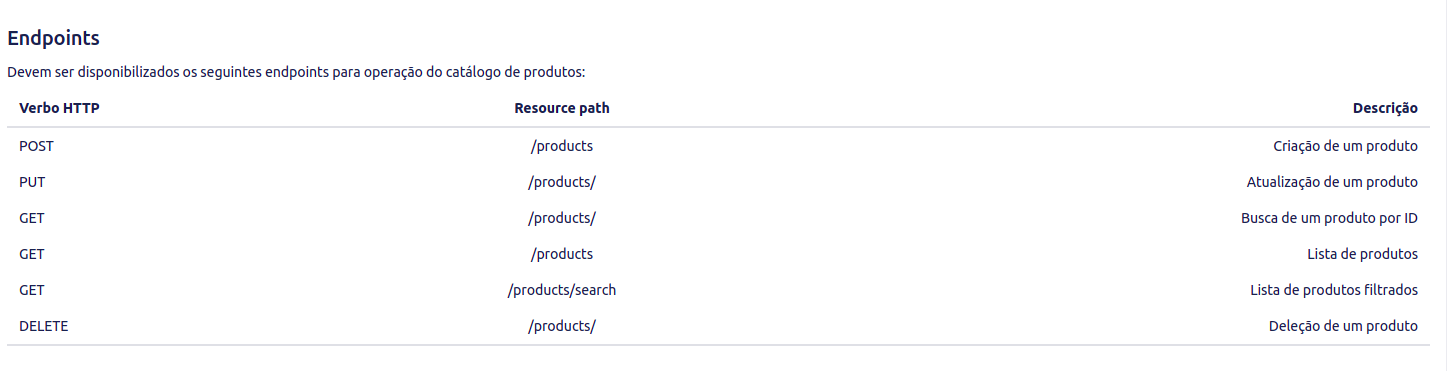 Endpoints
Devem ser disponibilizados os seguintes endpoints para operação do catálogo de produtos:
Verbo HTTP Resource path Descrição
POST /products Criação de um produto
PUT /products/ Atualização de um produto
GET /products/ Busca de um produto por ID
GET /products Lista de produtos
GET /products/search Lista de produtos filtrados
DELETE /products/ Deleção de um produto